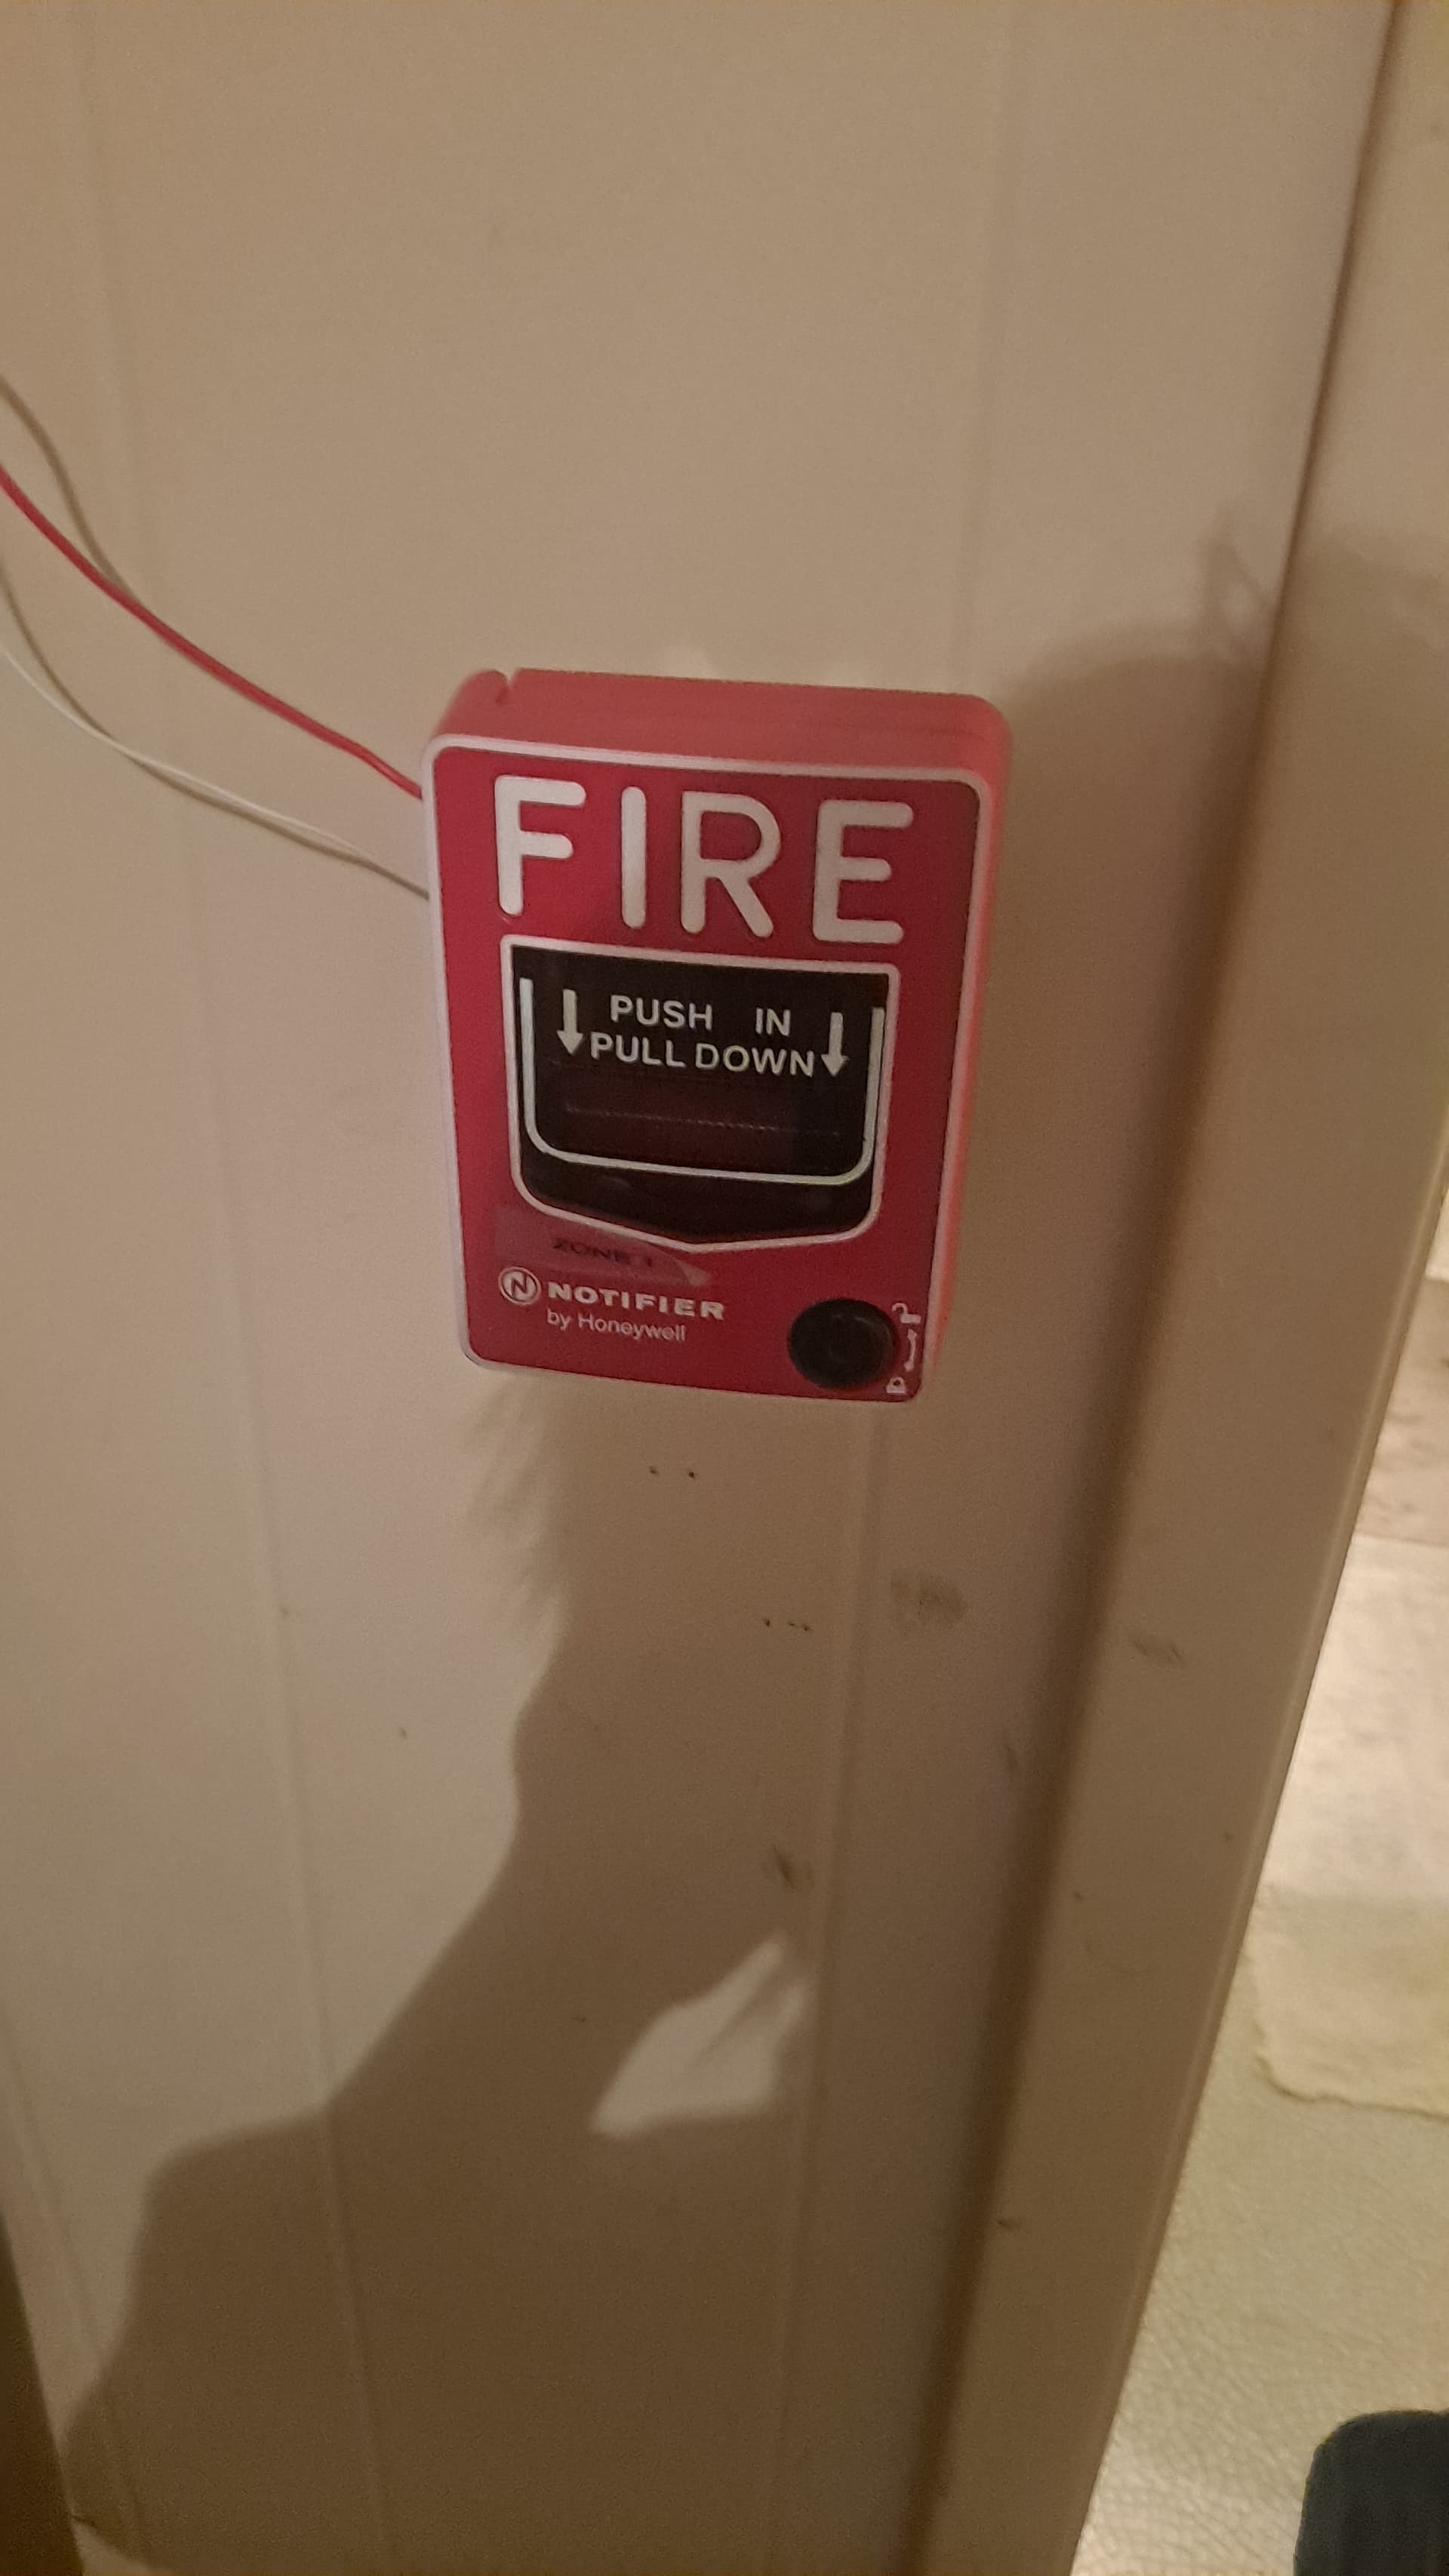 FIRE
PUSH IN
PULL DOWN
ZONE 1
NOTIFIER
by Honeywell